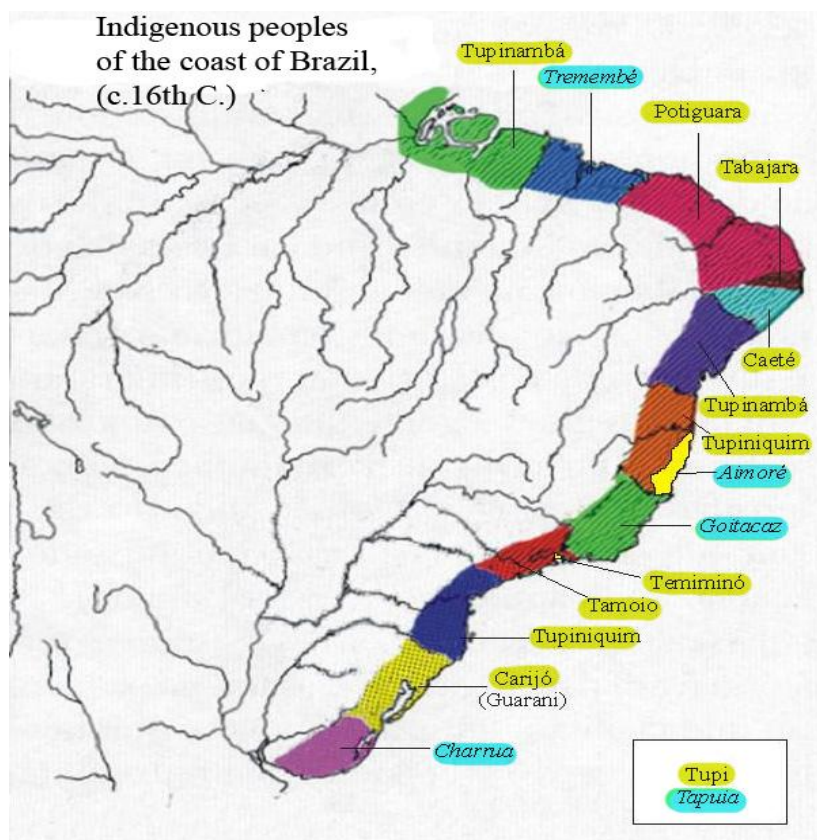 Indigenous peoples
of the coast of Brazil,
(c.16th C.)
Tupinambá
Tremembé
Potiguara
Tabajara
Caeté
Tupinambá
Tupiniquim
Aimoré
Goitacaz
Temiminó
Tamoio
Tupiniquim
Carijó
(Guarani)
Charrua
Tupi
Tapuia